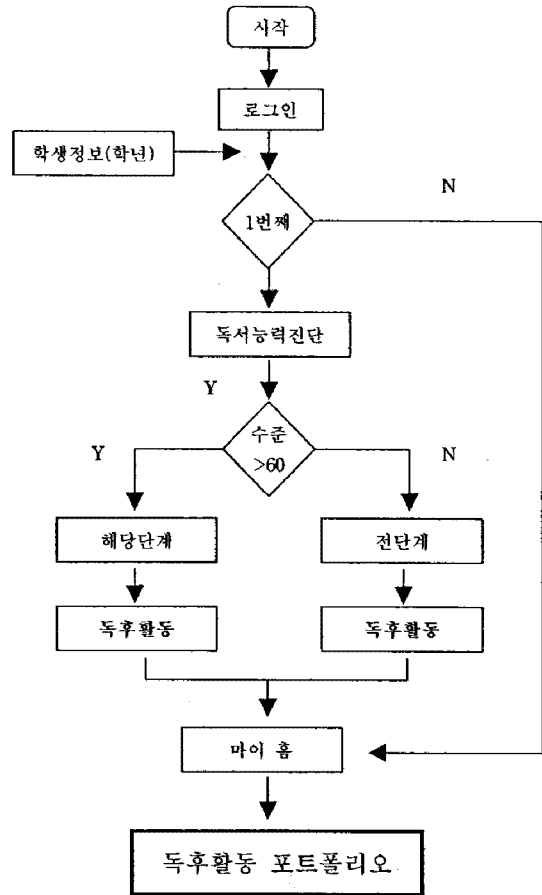 시작
로그인
학생정보(학년)
N
1번째
독서능력진단
Y
수준
>60
Y
N
해당단계
전단계
독후활동
독후활동
마이 홈
독후활동 포트폴리오